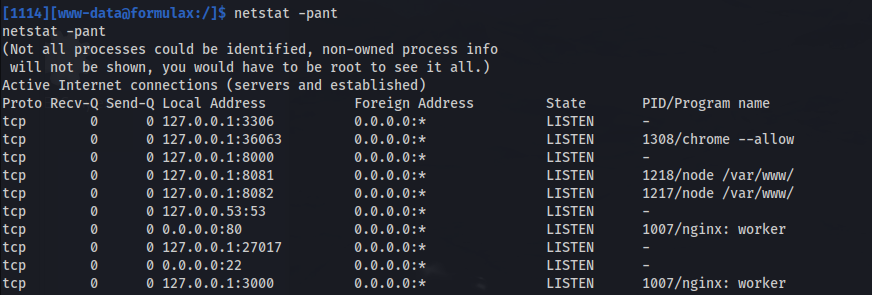 [1114][www-data@formulax:/]$ netstat -pant
netstat -pant
(Not all processes could be identified, non-owned process info
 will not be shown, you would have to be root to see it all.)
Active Internet connections (servers and established)
Proto Recv-Q Send-Q Local Address           Foreign Address         State       PID/Program name
tcp        0      0 127.0.0.1:3306          0.0.0.0:*               LISTEN      -
tcp        0      0 127.0.0.1:36063         0.0.0.0:*               LISTEN      1308/chrome --allow
tcp        0      0 127.0.0.1:8000          0.0.0.0:*               LISTEN      -
tcp        0      0 127.0.0.1:8081          0.0.0.0:*               LISTEN      1218/node /var/www/
tcp        0      0 127.0.0.1:8082          0.0.0.0:*               LISTEN      1217/node /var/www/
tcp        0      0 127.0.0.53:53           0.0.0.0:*               LISTEN      -
tcp        0      0 0.0.0.0:80              0.0.0.0:*               LISTEN      1007/nginx: worker
tcp        0      0 127.0.0.1:27017         0.0.0.0:*               LISTEN      -
tcp        0      0 0.0.0.0:22              0.0.0.0:*               LISTEN      -
tcp        0      0 127.0.0.1:3000          0.0.0.0:*               LISTEN      1007/nginx: worker